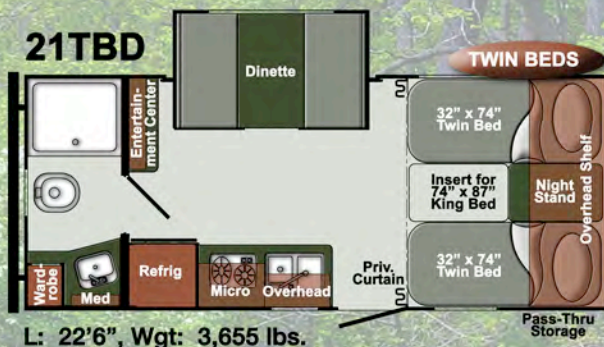 21TBD
TWIN BEDS
Dinette
Entertain-
ment Center
32" x 74"
Twin Bed
Insert for
74" x 87"
King Bed
Night
Stand
Overhead Shelf
32" x 74"
Twin Bed
Priv.
Curtain
Ward-
robe
Med
Refrig
Micro
Overhead
Pass-Thru
Storage
L: 22'6", Wgt: 3,655 lbs.